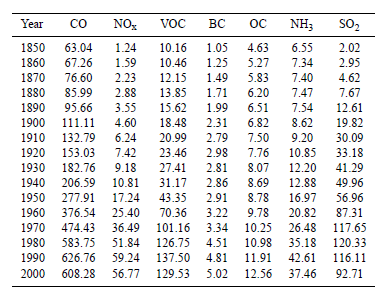 Year CO NOx VOC BC OC NH3 SO2
1850 63.04 1.24 10.16 1.05 4.63 6.55 2.02
1860 67.26 1.59 10.46 1.25 5.27 7.34 2.95
1870 76.60 2.23 12.15 1.49 5.83 7.40 4.62
1880 85.99 2.88 13.85 1.71 6.20 7.47 7.67
1890 95.66 3.55 15.62 1.99 6.51 7.54 12.61
1900 111.11 4.60 18.48 2.31 6.82 8.62 19.82
1910 132.79 6.24 20.99 2.79 7.50 9.20 30.09
1920 153.03 7.42 23.46 2.98 7.76 10.85 33.18
1930 182.76 9.18 27.41 2.81 8.07 12.20 41.29
1940 206.59 10.81 31.17 2.86 8.69 12.88 49.96
1950 277.91 17.24 43.35 2.91 8.78 16.97 56.96
1960 376.54 25.40 70.36 3.22 9.78 20.82 87.31
1970 474.43 36.49 101.16 3.34 10.25 26.48 117.65
1980 583.75 51.84 126.75 4.51 10.98 35.18 120.33
1990 626.76 59.24 137.50 4.81 11.91 42.61 116.11
2000 608.28 56.77 129.53 5.02 12.56 37.46 92.71